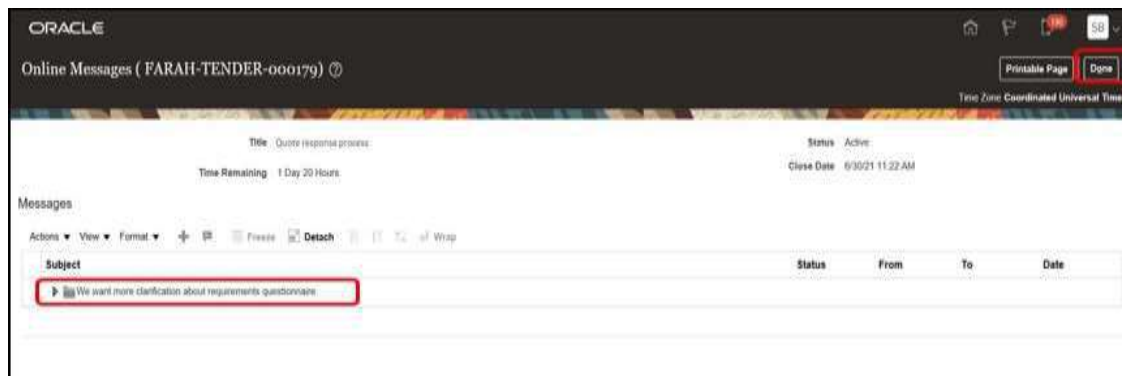 ORACLE
SB
Online Messages ( FARAH-TENDER-000179)
Printable Page Done
Time Zone Coordinated Universal Time
Title Quote response process
Status Active
Time Remaining 1 Day 20 Hours
Close Date 6/30/21 11:22 AM
Messages
Actions View Format Freeze Detach Wrap
Subject Status From To Date
We want more clarification about requirements questionnaire